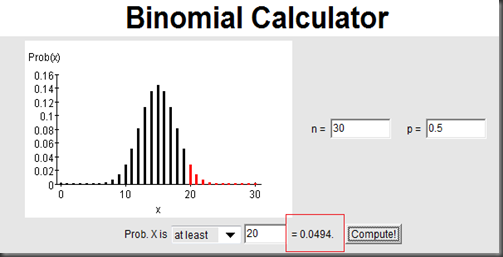 Binomial Calculator
Prob(x)
0.16
0.14
0.12
0.1
0.08
0.06
0.04
0.02
0
0 10 20 30
x
n = 30 p = 0.5
Prob. X is at least 20 = 0.0494. Compute!